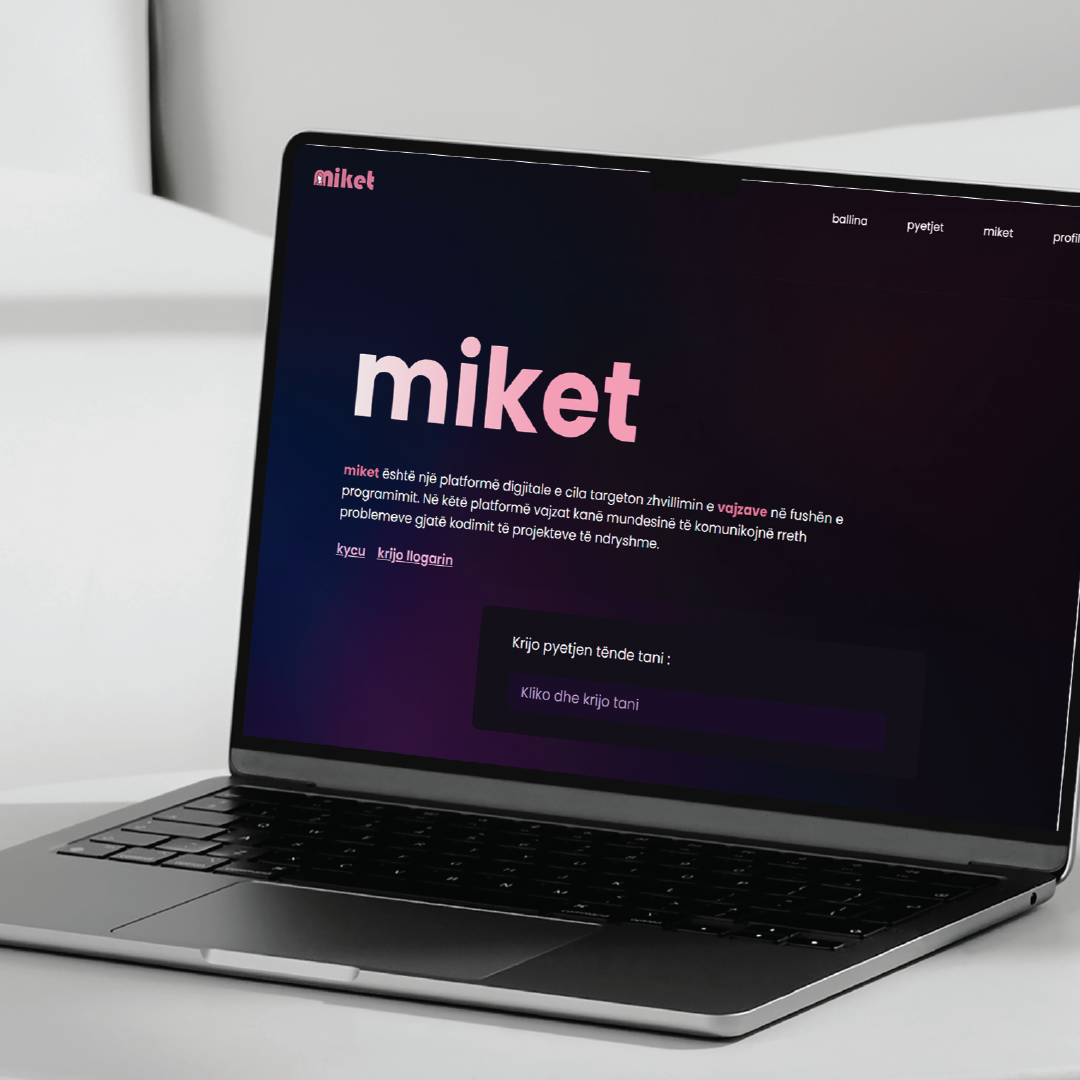 miket
ballina
pyetjet
miket
miket
miket është një platformë digjitale e cila targeton zhvillimin e vajzave në fushën e
programimit. Në këtë platformë vajzat kanë mundesinë të komunikojnë rreth
problemeve gjatë kodimit të projekteve të ndryshme.
kycu krijo llogarin
Krijo pyetjen tënde tani :
Kliko dhe krijo tani